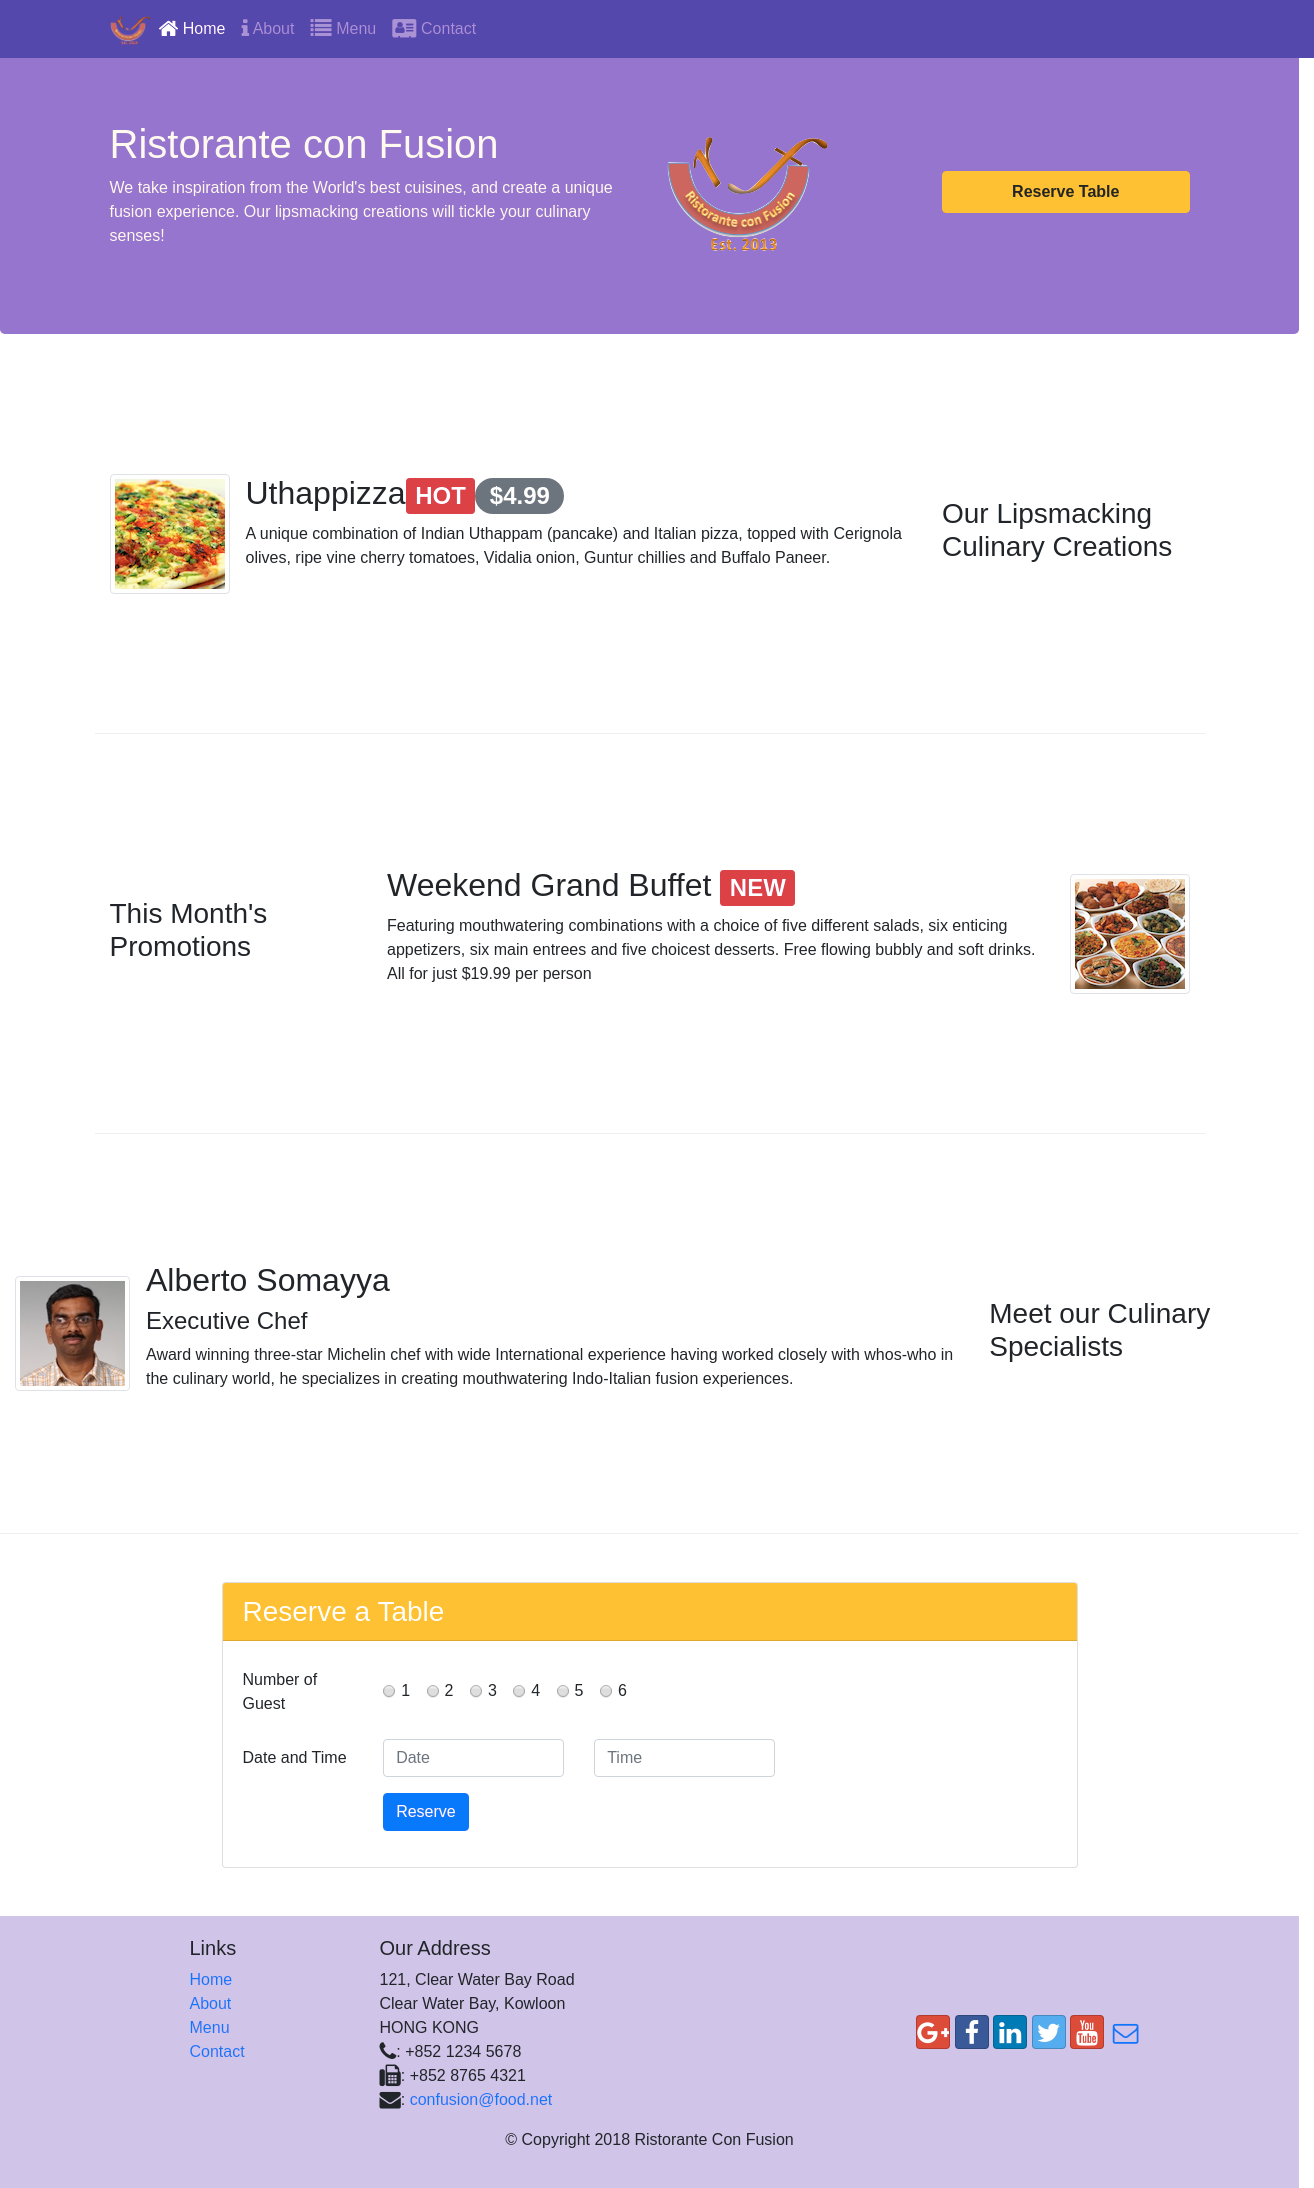 Home About Menu Contact
Ristorante con Fusion
We take inspiration from the World's best cuisines, and create a unique
fusion experience. Our lipsmacking creations will tickle your culinary
senses!
Ristorante con Fusion
Est. 2013
Reserve Table
Uthappizza HOT $4.99
A unique combination of Indian Uthappam (pancake) and Italian pizza, topped with Cerignola
olives, ripe vine cherry tomatoes, Vidalia onion, Guntur chillies and Buffalo Paneer.
Our Lipsmacking
Culinary Creations
This Month's
Promotions
Weekend Grand Buffet NEW
Featuring mouthwatering combinations with a choice of five different salads, six enticing
appetizers, six main entrees and five choicest desserts. Free flowing bubbly and soft drinks.
All for just $19.99 per person
Alberto Somayya
Executive Chef
Award winning three-star Michelin chef with wide International experience having worked closely with whos-who in
the culinary world, he specializes in creating mouthwatering Indo-Italian fusion experiences.
Meet our Culinary
Specialists
Reserve a Table
Number of
Guest
1 2 3 4 5 6
Date and Time
Date
Time
Reserve
Links
Home
About
Menu
Contact
Our Address
121, Clear Water Bay Road
Clear Water Bay, Kowloon
HONG KONG
: +852 1234 5678
: +852 8765 4321
: confusion@food.net
G+ f in You Tube
© Copyright 2018 Ristorante Con Fusion